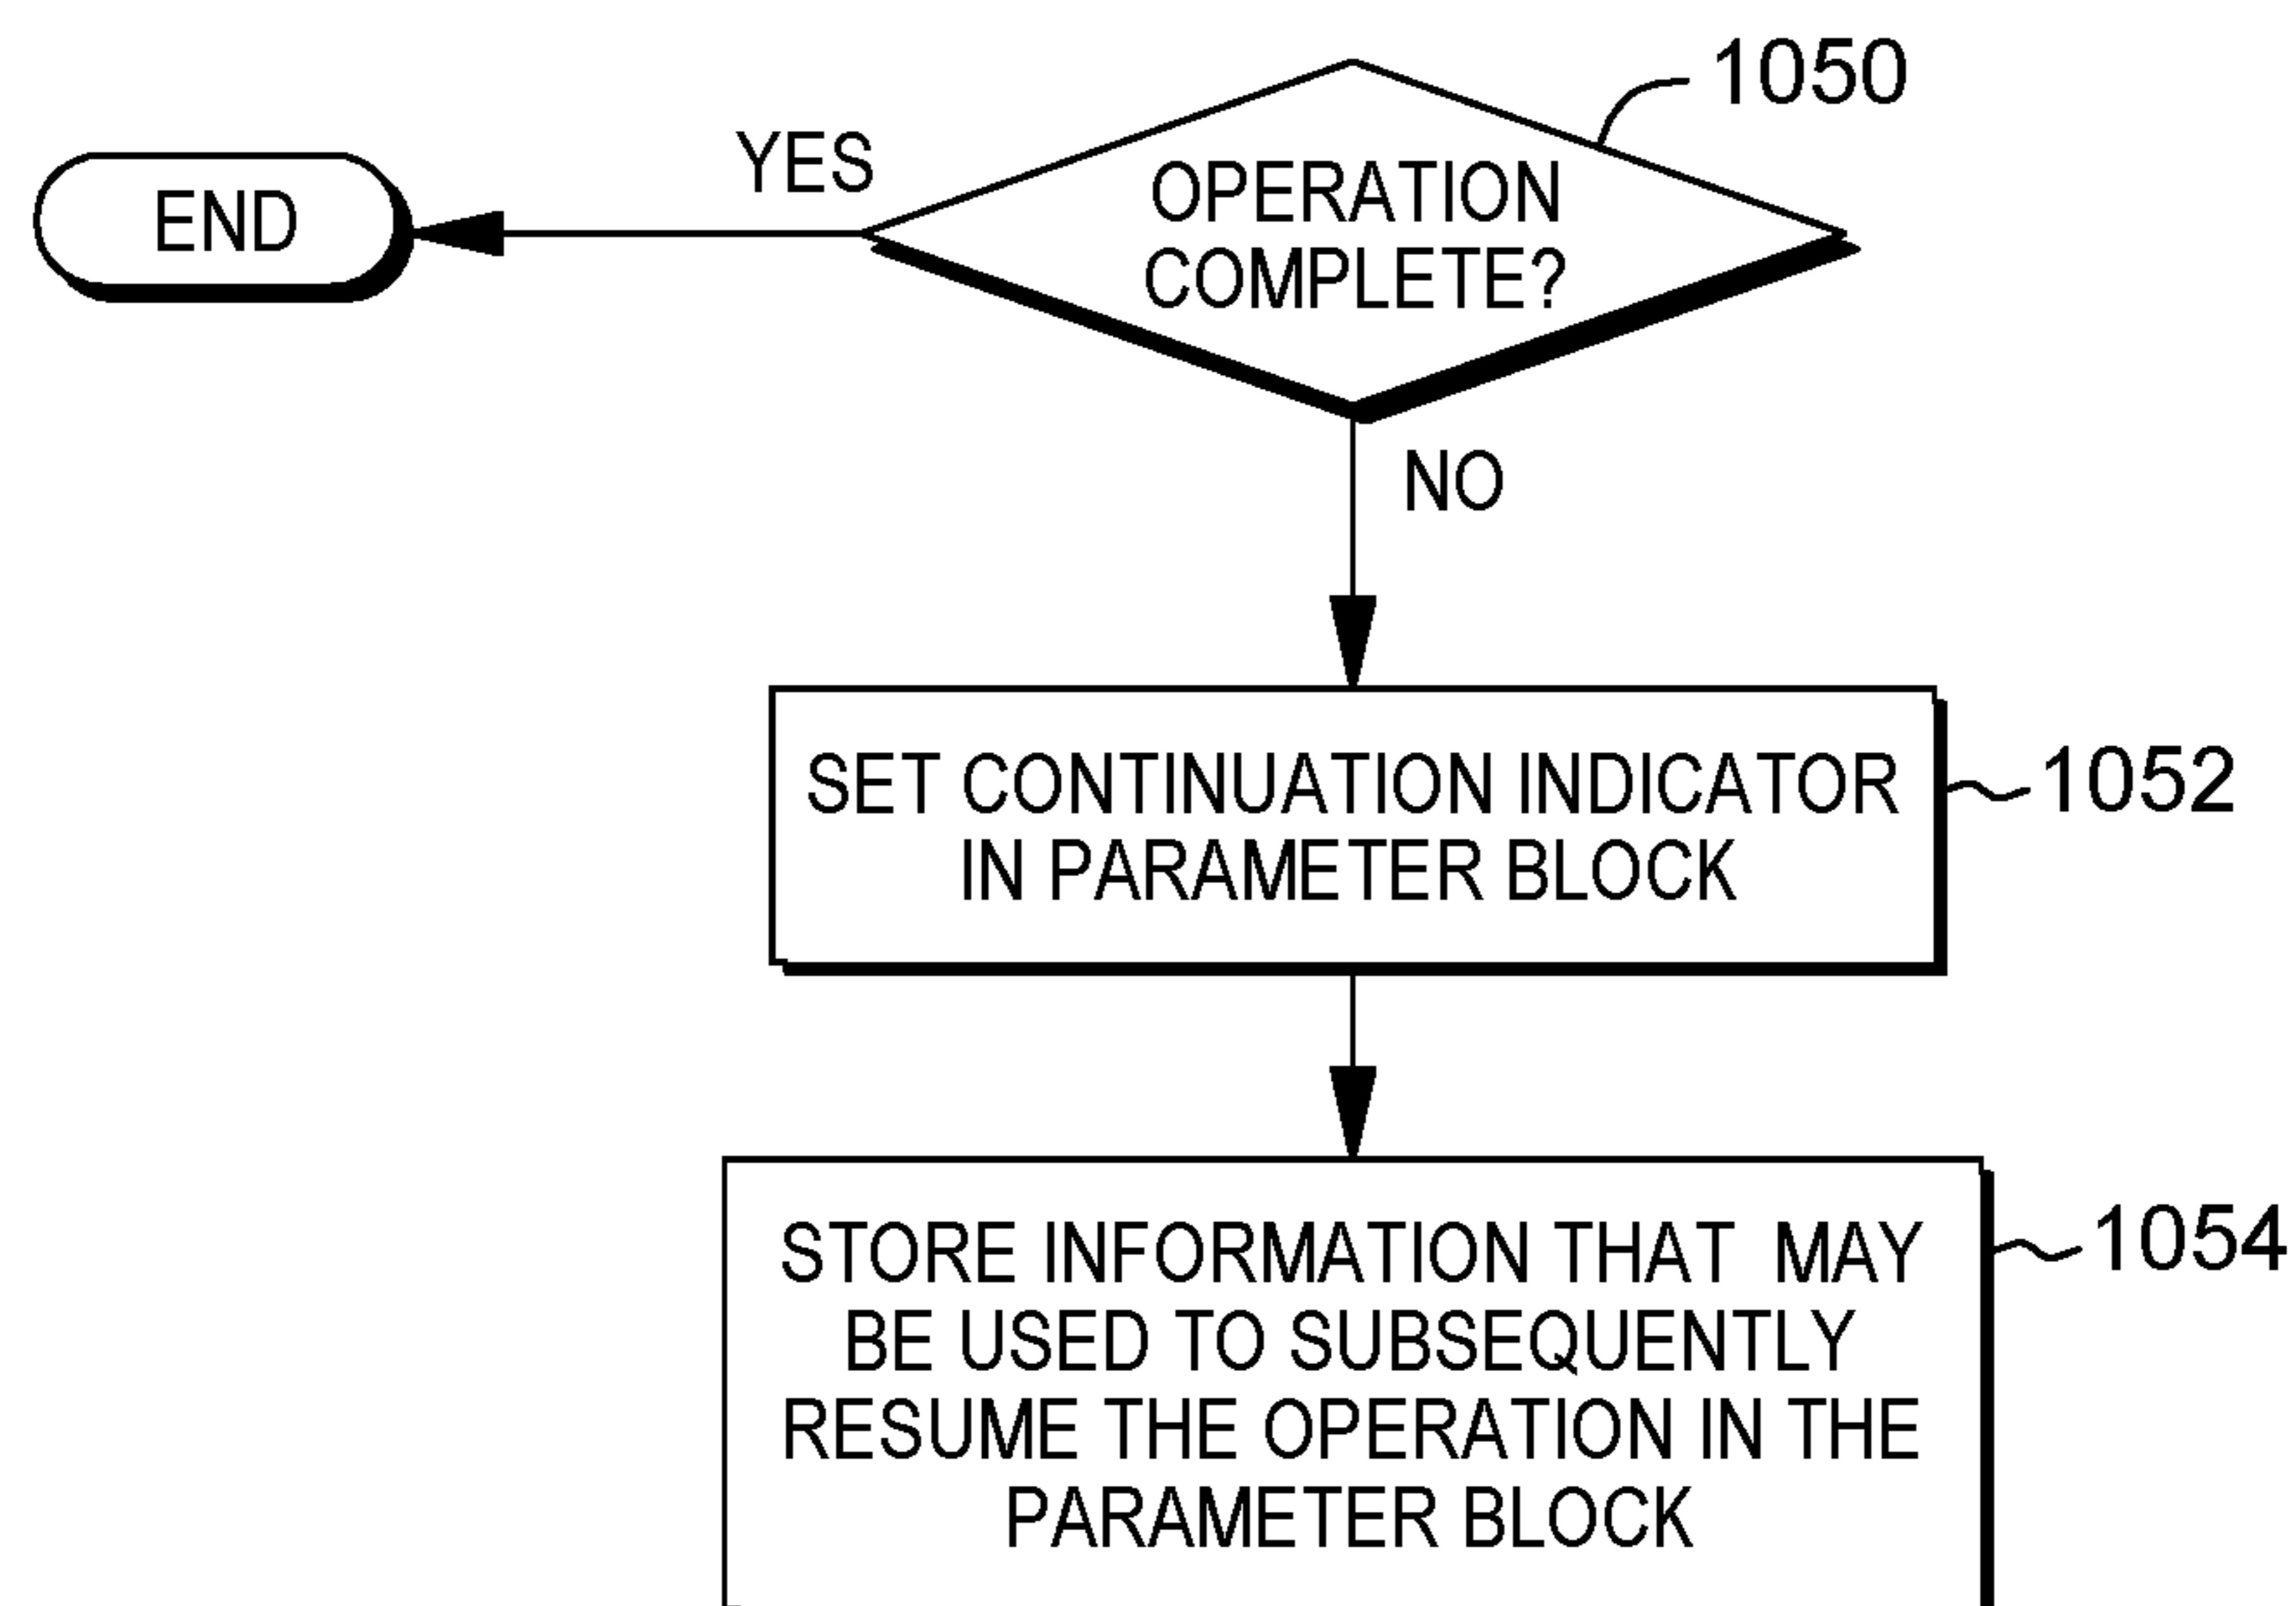 1050
YES
END
OPERATION
COMPLETE?
NO
SET CONTINUATION INDICATOR
IN PARAMETER BLOCK
1052
STORE INFORMATION THAT MAY
BE USED TO SUBSEQUENTLY
RESUME THE OPERATION IN THE
PARAMETER BLOCK
1054